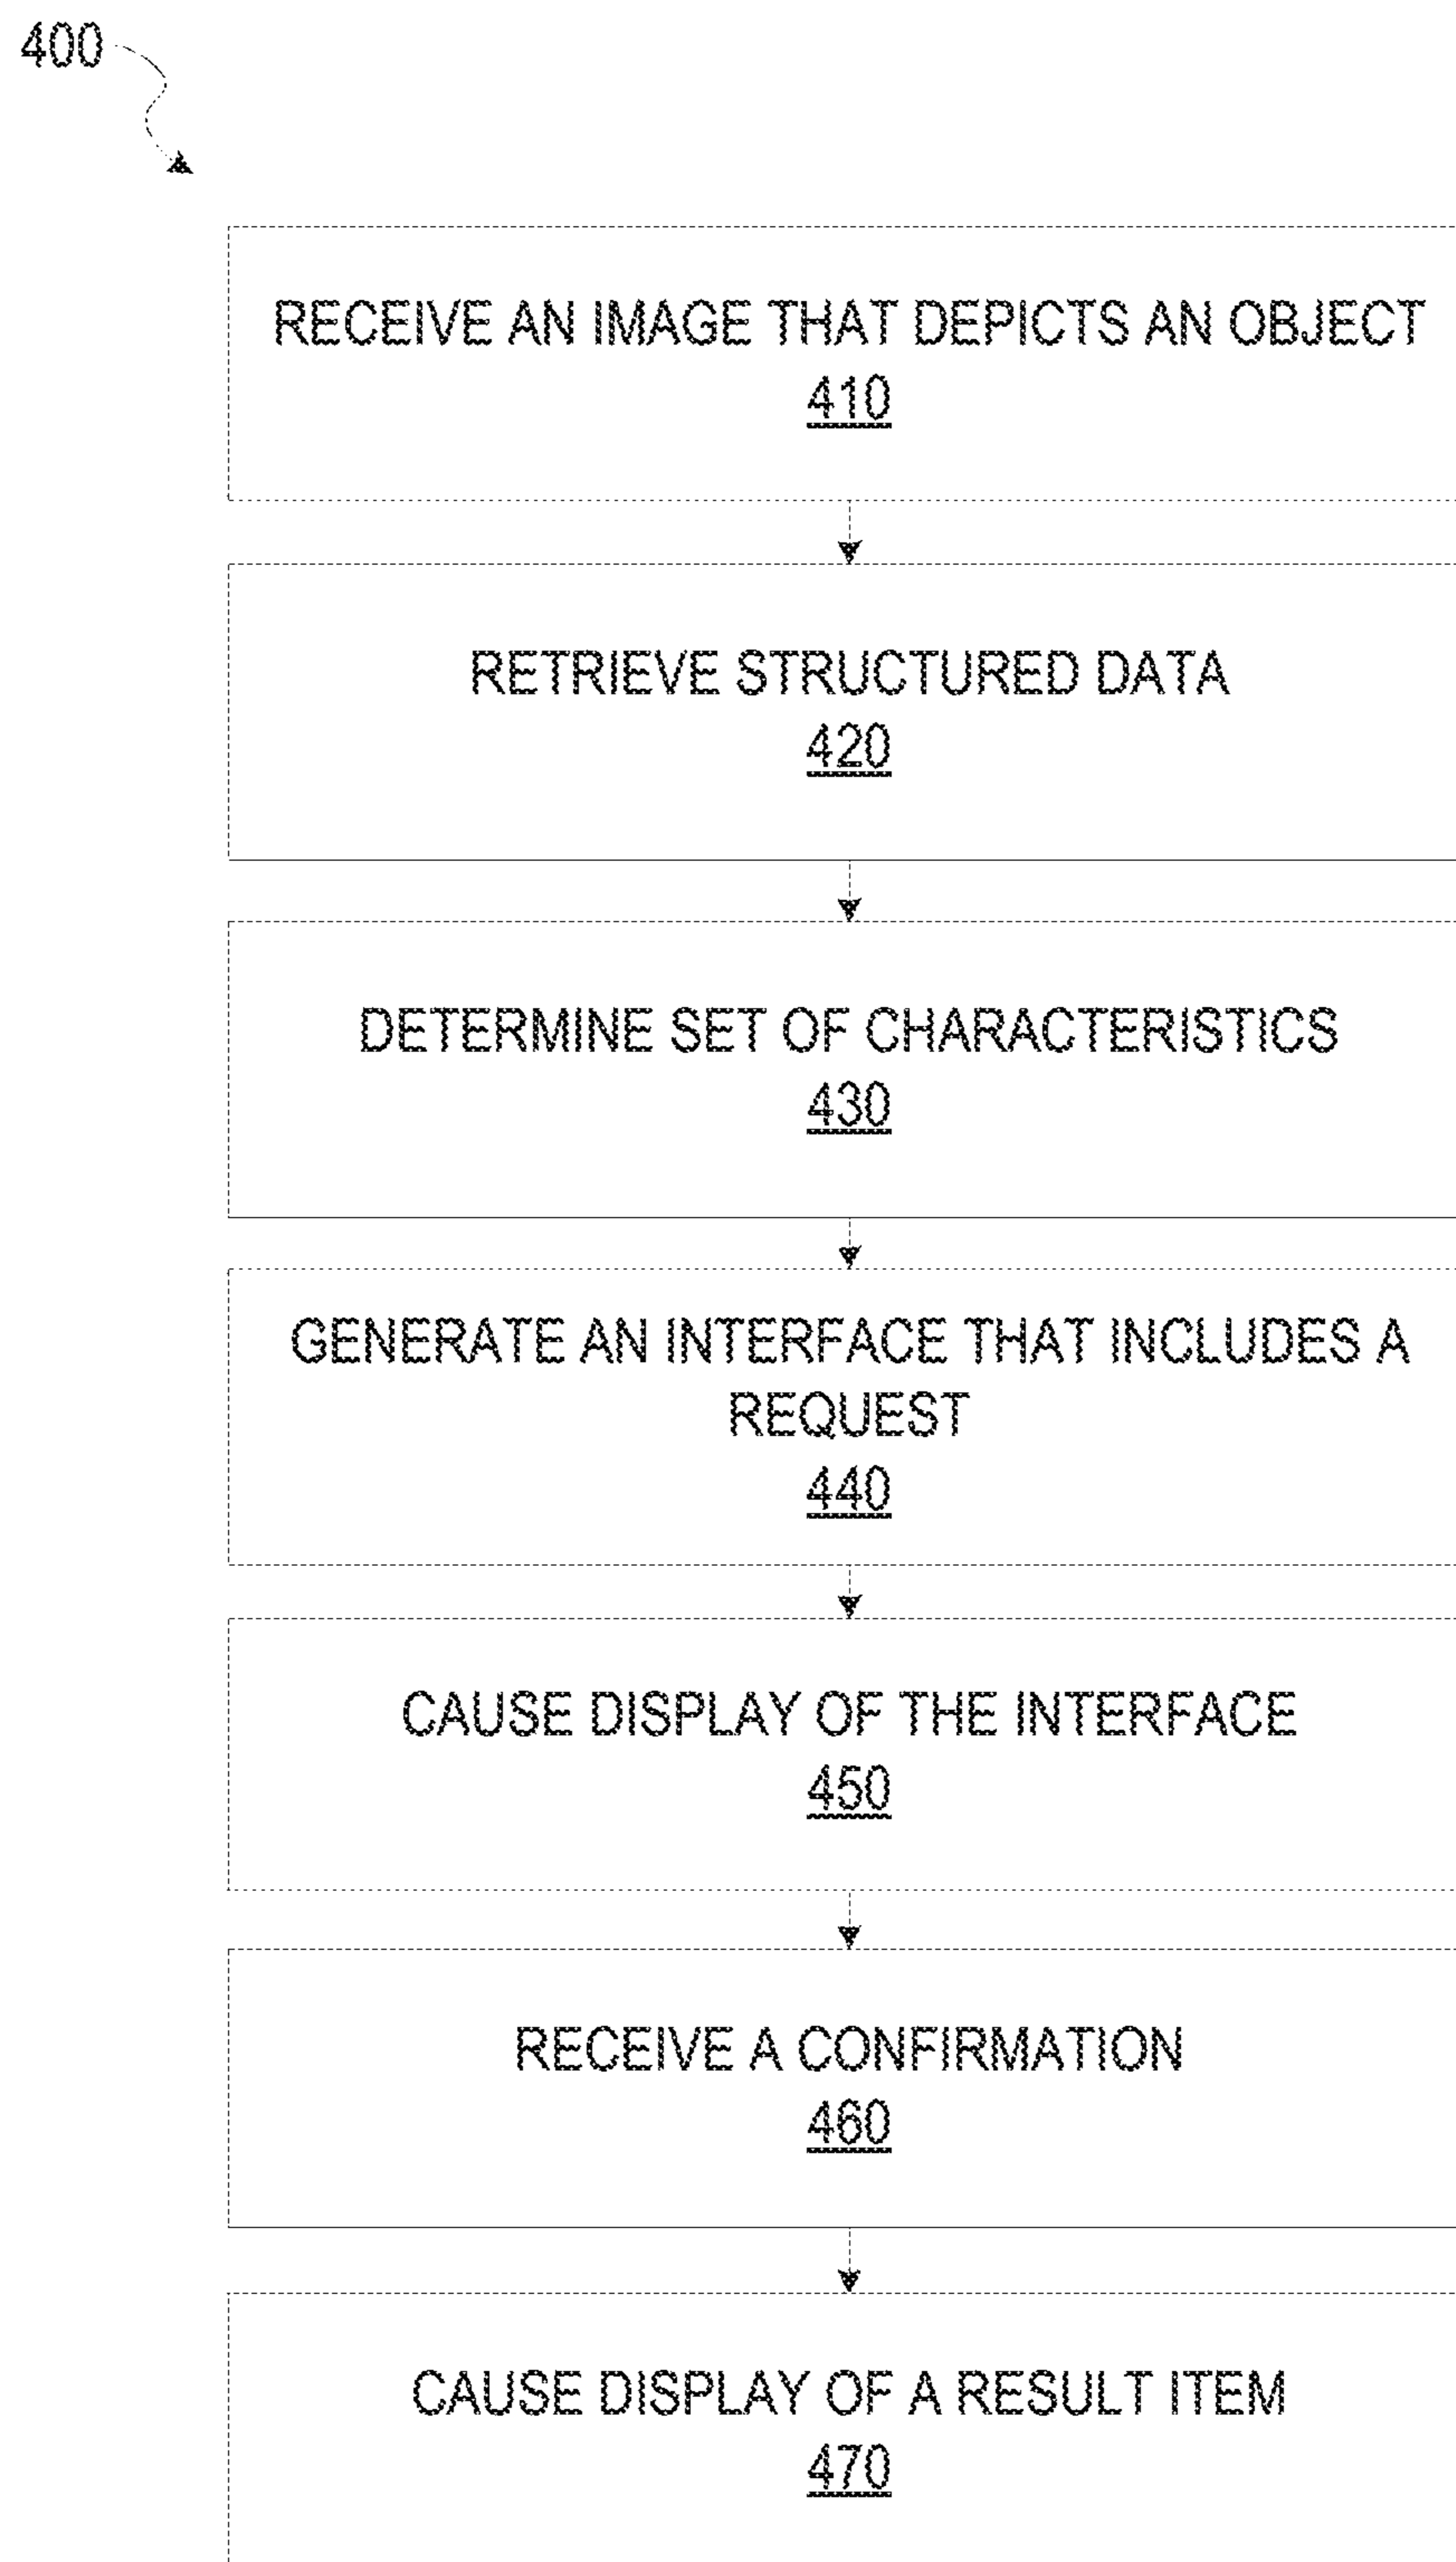 400
RECEIVE AN IMAGE THAT DEPICTS AN OBJECT
410
RETRIEVE STRUCTURED DATA
420
DETERMINE SET OF CHARACTERISTICS
430
GENERATE AN INTERFACE THAT INCLUDES A
REQUEST
440
CAUSE DISPLAY OF THE INTERFACE
450
RECEIVE A CONFIRMATION
460
CAUSE DISPLAY OF A RESULT ITEM
470